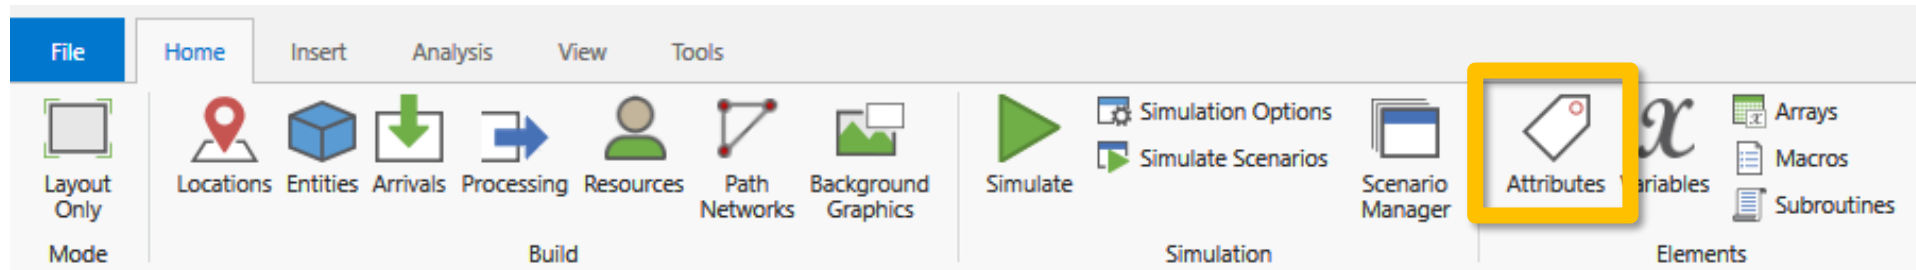 File Home Insert Analysis View Tools
Layout Only
Locations Entities Arrivals Processing Resources Path Networks Background Graphics
Simulate
Simulation Options
Simulate Scenarios
Scenario Manager
Attributes
Arrays
Macros
Subroutines
Mode Build Simulation Elements